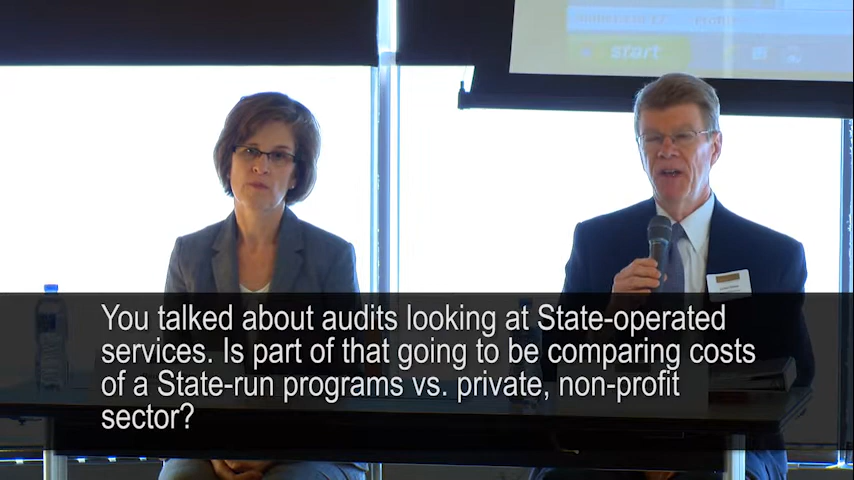 start
You talked about audits looking at State-operated
services. Is part of that going to be comparing costs
of a State-run programs vs. private, non-profit
sector?